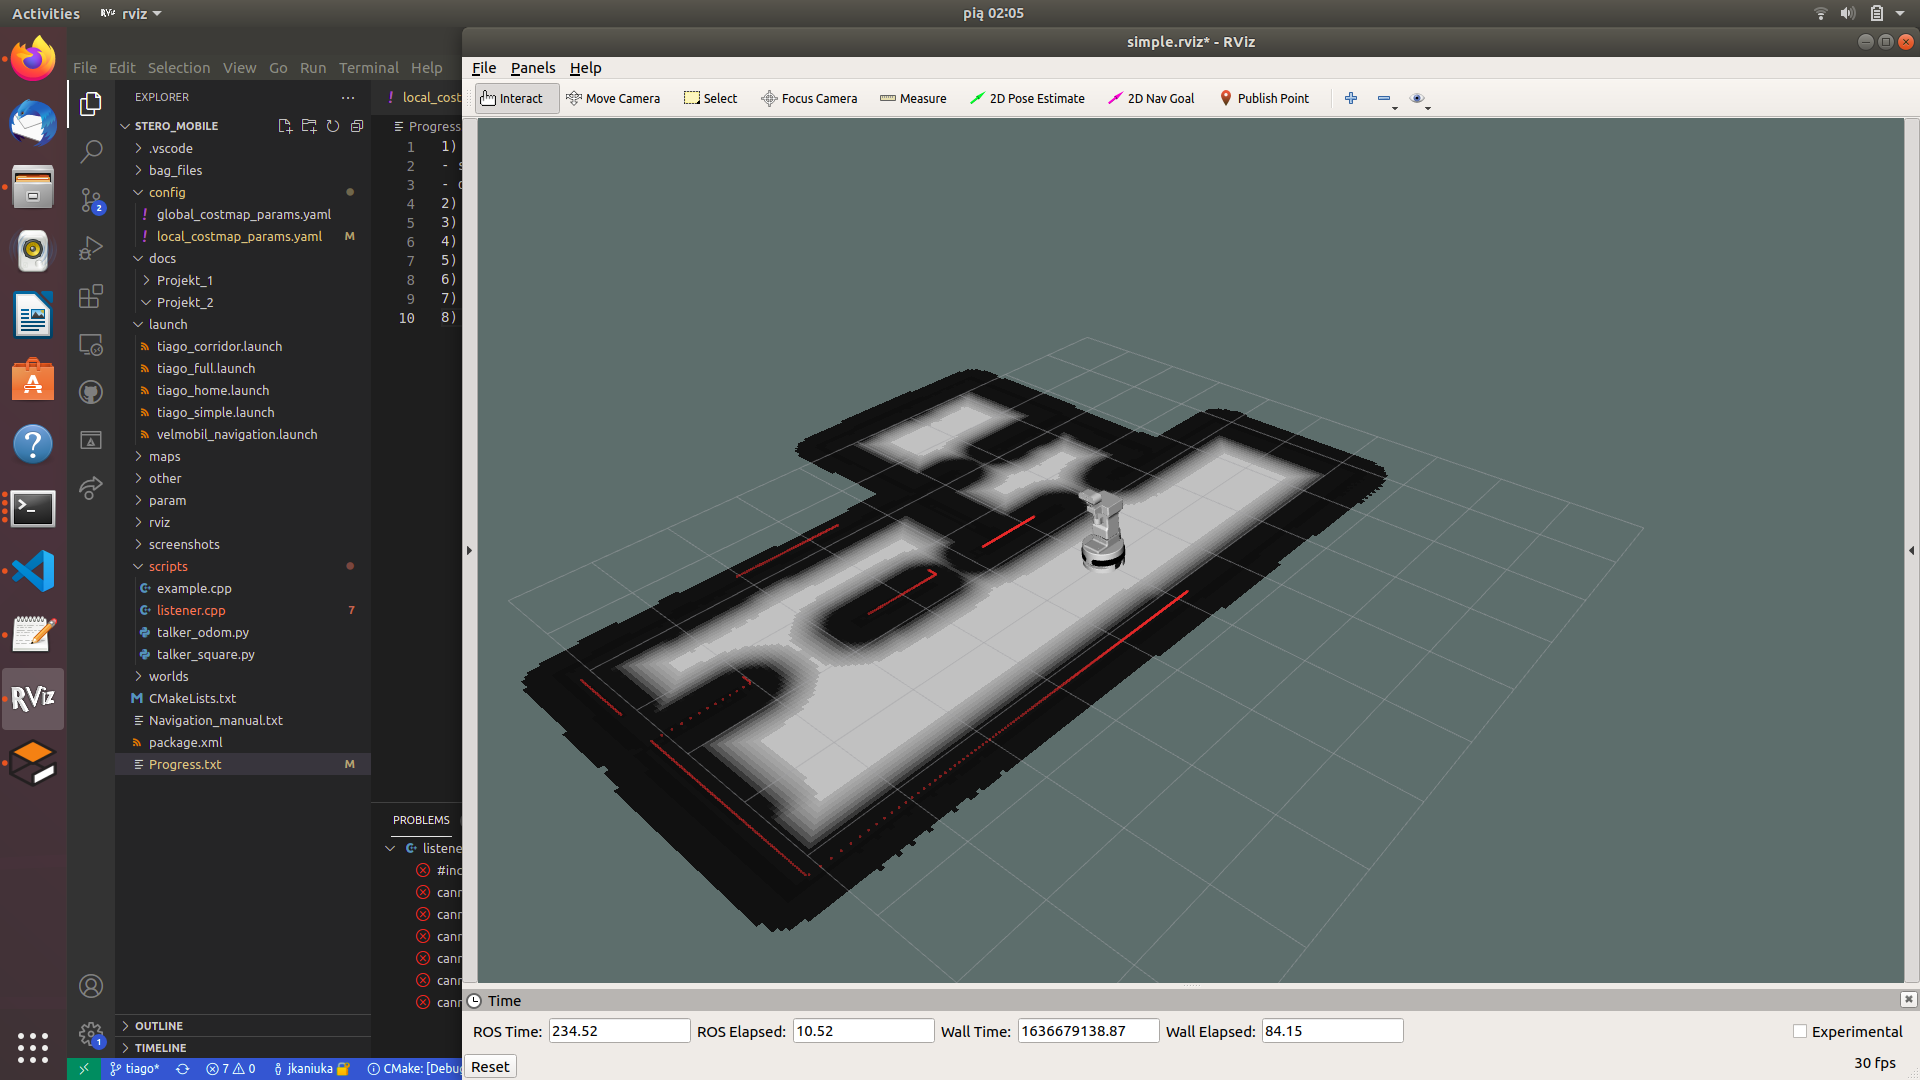 Activities
rviz
pią 02:05
File Edit Selection View Go Run Terminal Help
EXPLORER
STERO_MOBILE
.vscode
bag_files
config
global_costmap_params.yaml
local_costmap_params.yaml M
docs
Projekt_1
Projekt_2
launch
tiago_corridor.launch
tiago_full.launch
tiago_home.launch
tiago_simple.launch
velmobil_navigation.launch
maps
other
param
rviz
screenshots
scripts
example.cpp
listener.cpp 7
talker_odom.py
talker_square.py
worlds
CMakeLists.txt
Navigation_manual.txt
package.xml
Progress.txt M
OUTLINE
TIMELINE
2
1
RViz
local_cost
Progress
1 1)
2 - s
3 -
4 2)
5 3)
6 4)
7 5)
8 6)
9 7)
10 8)
PROBLEMS
listene
#inc
cann
cann
cann
cann
cann
cann
tiago* 7 0 jkaniuka CMake: [Debug
simple.rviz* - RViz
File Panels Help
Interact Move Camera Select Focus Camera Measure 2D Pose Estimate 2D Nav Goal Publish Point
Time
ROS Time: 234.52 ROS Elapsed: 10.52 Wall Time: 1636679138.87 Wall Elapsed: 84.15 Experimental
Reset
30 fps